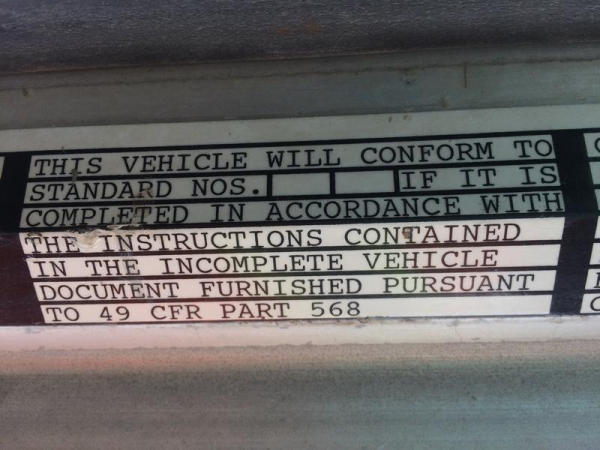 THIS VEHICLE WILL CONFORM TO
STANDARD NOS. IF IT IS
COMPLETED IN ACCORDANCE WITH
THE INSTRUCTIONS CONTAINED
IN THE INCOMPLETE VEHICLE
DOCUMENT FURNISHED PURSUANT
TO 49 CFR PART 568